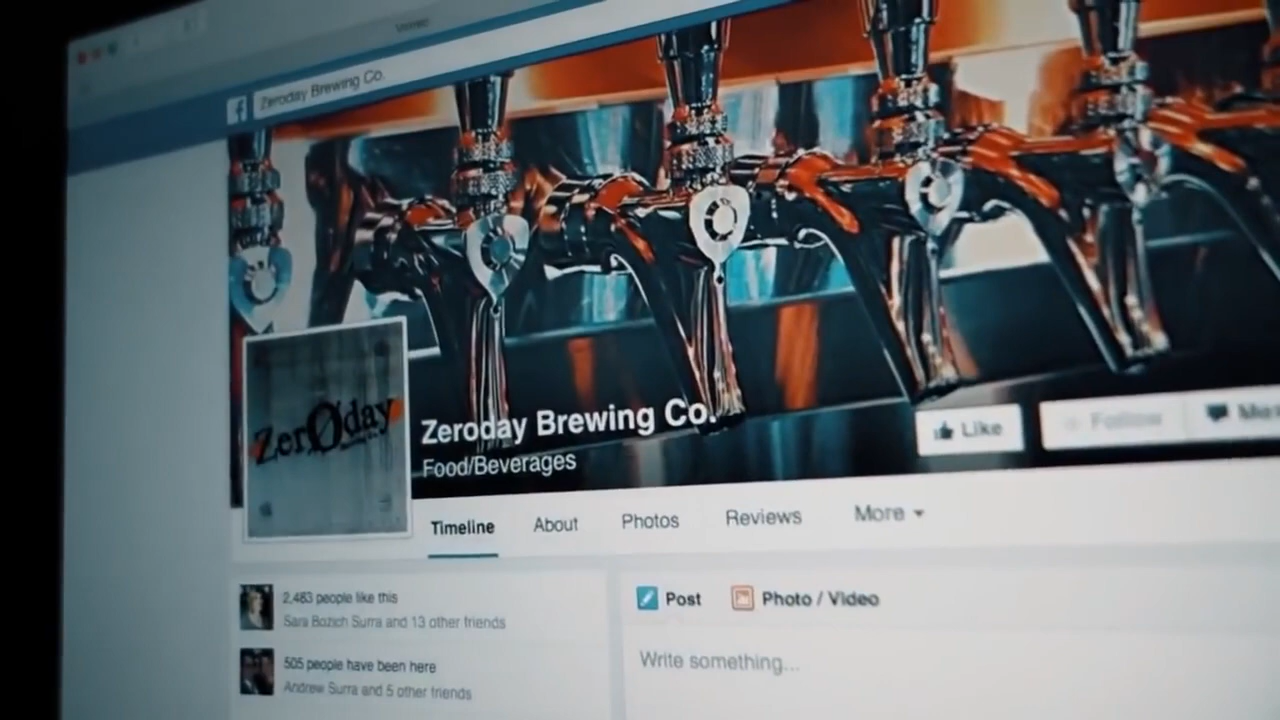 Zeroday Brewing Co.
ZerØday
Zeroday Brewing Co.
Food/Beverages
Like
Follow
Timeline
About
Photos
Reviews
More
2,483 people like this
Sara Bozich Surra and 13 other friends
505 people have been here
Andrew Surra and 5 other friends
Post
Photo / Video
Write something...